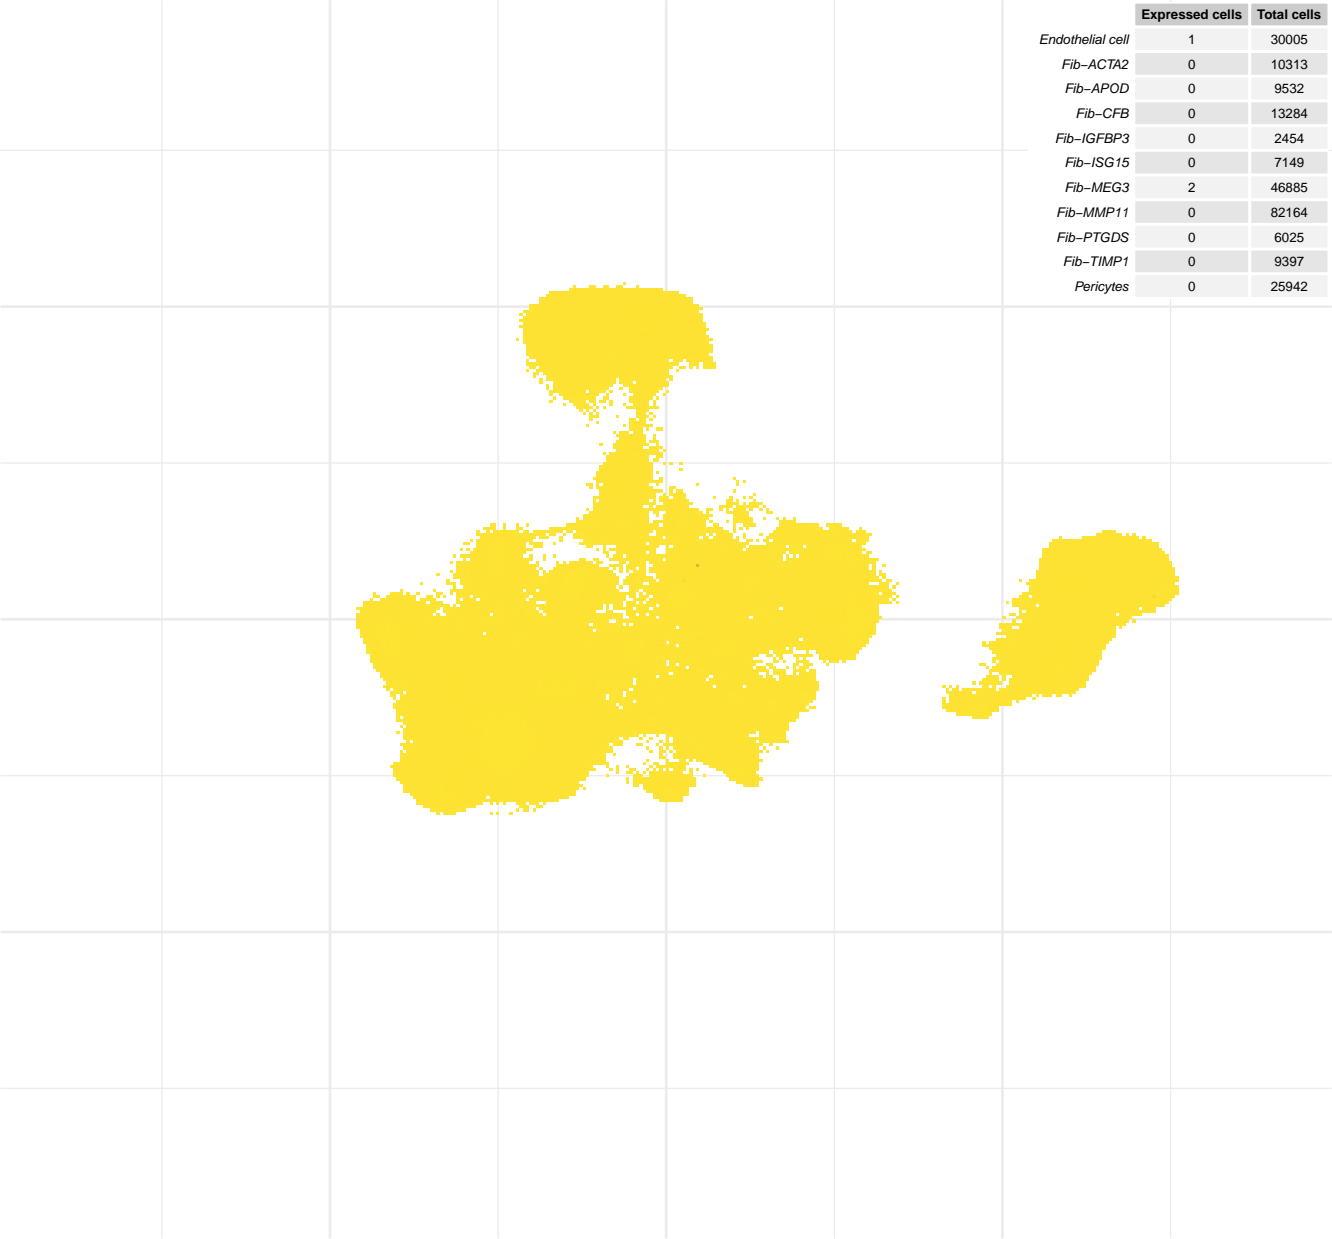 Expressed cells Total cells
Endothelial cell 1 30005
Fib−ACTA2 0 10313
Fib−APOD 0 9532
Fib−CFB 0 13284
Fib−IGFBP3 0 2454
Fib−ISG15 0 7149
Fib−MEG3 2 46885
Fib−MMP11 0 82164
Fib−PTGDS 0 6025
Fib−TIMP1 0 9397
Pericytes 0 25942